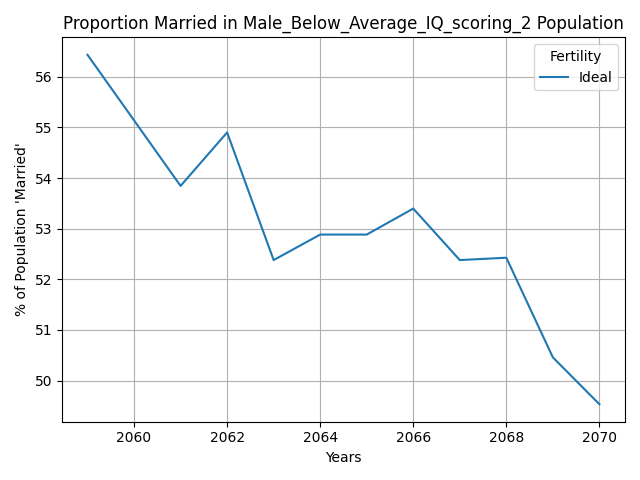 Proportion Married in Male_Below_Average_IQ_scoring_2 Population
Fertility
Ideal
% of Population 'Married'
56
55
54
53
52
51
50
2060 2062 2064 2066 2068 2070
Years